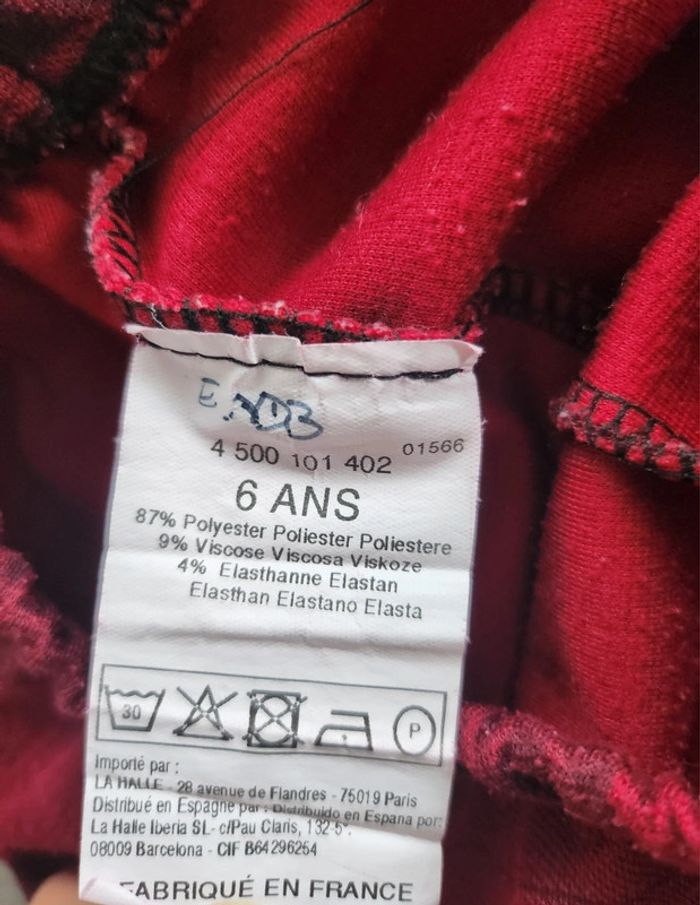 4 500 101 402 01566
6 ANS
87% Polyester Poliester Poliestere
9% Viscose Viscosa Viskoze
4% Elasthanne Elastan
Elasthan Elastano Elasta
30 P
Importé par :
LA HALLE - 28 avenue de Flandres - 75019 Paris
Distribué en Espagne par : Distribuido en Espana por:
La Halle Iberia SL- c/Pau Claris, 132-5°.
08009 Barcelona - CIF B64296254
FABRIQUÉ EN FRANCE